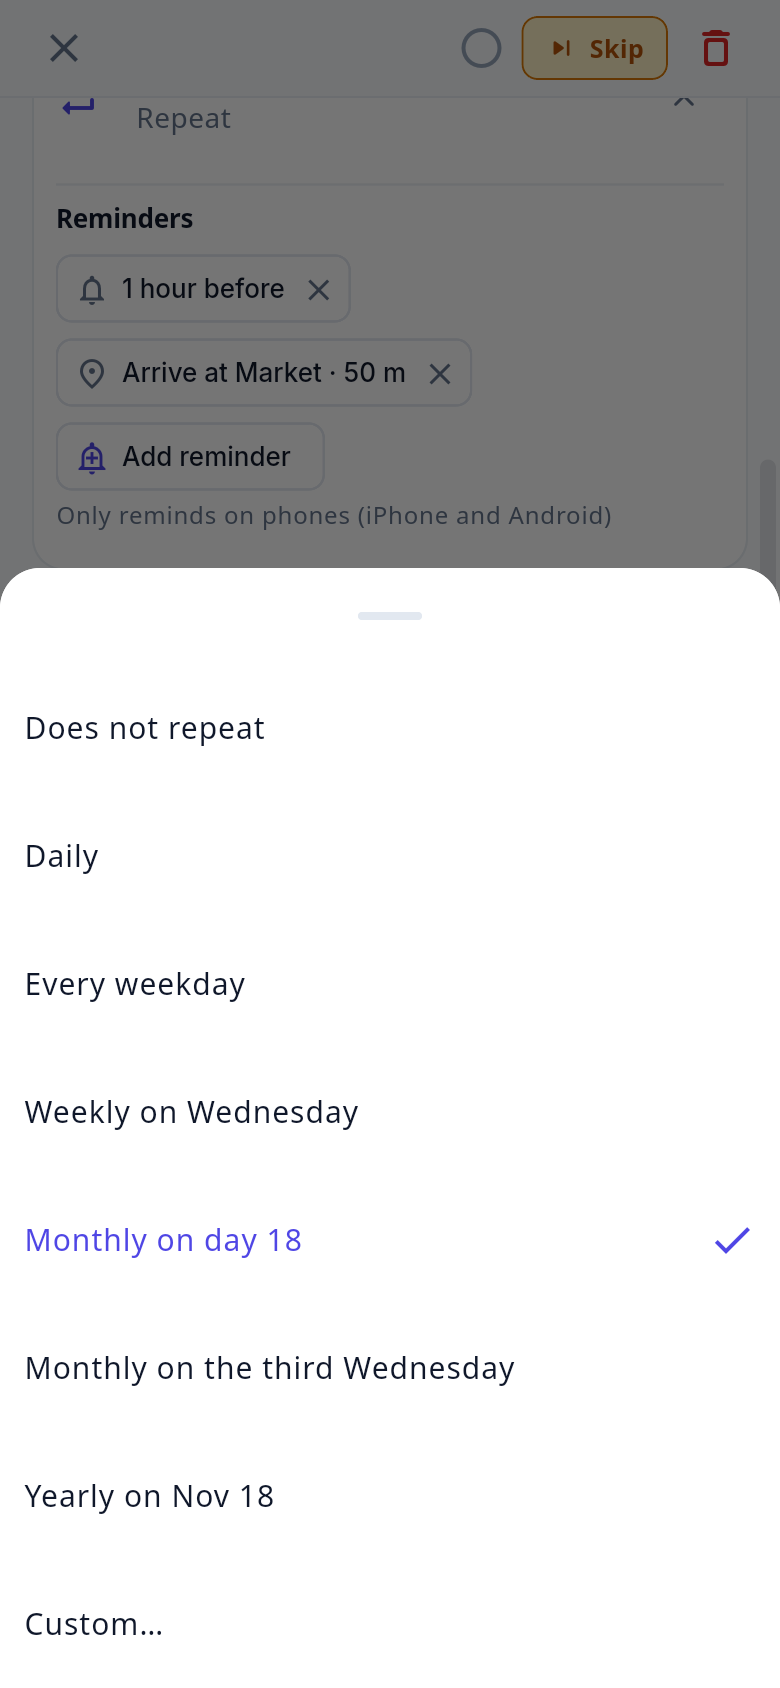 Skip
Repeat
Reminders
1 hour before
Arrive at Market · 50 m
Add reminder
Only reminds on phones (iPhone and Android)
Does not repeat
Daily
Every weekday
Weekly on Wednesday
Monthly on day 18
Monthly on the third Wednesday
Yearly on Nov 18
Custom…